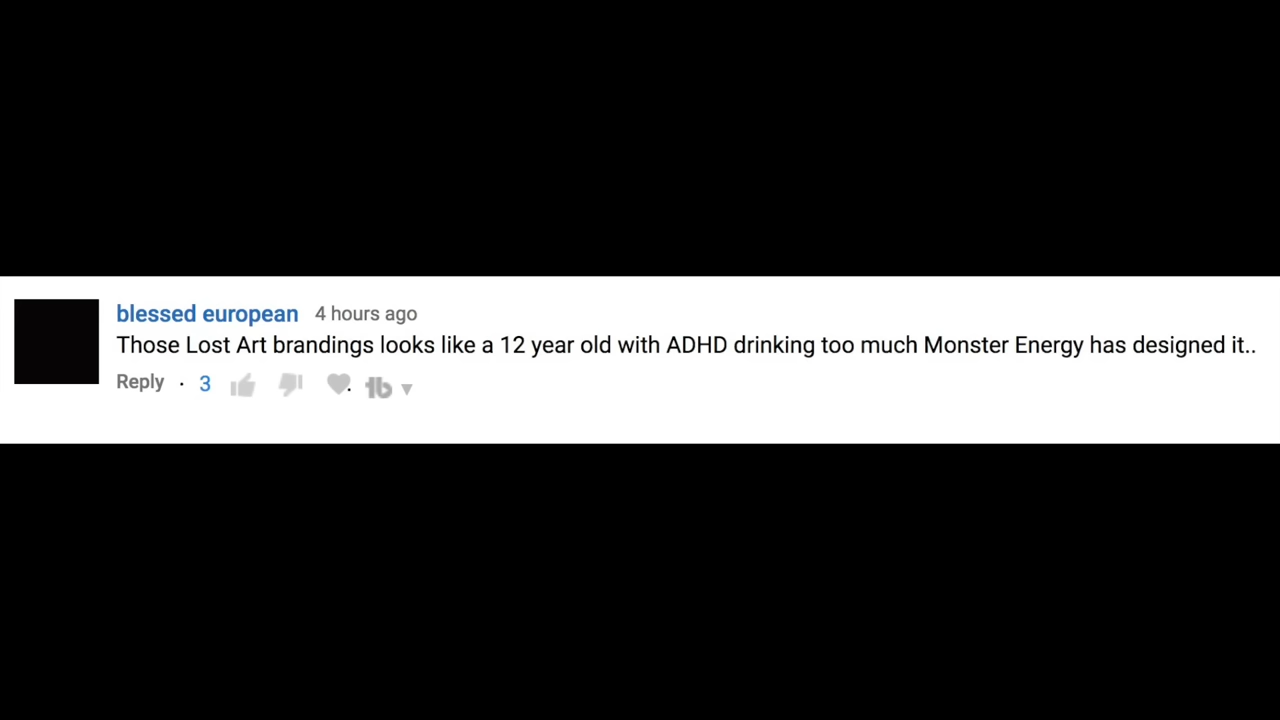 blessed european 4 hours ago
Those Lost Art brandings looks like a 12 year old with ADHD drinking too much Monster Energy has designed it..
Reply · 3 tb